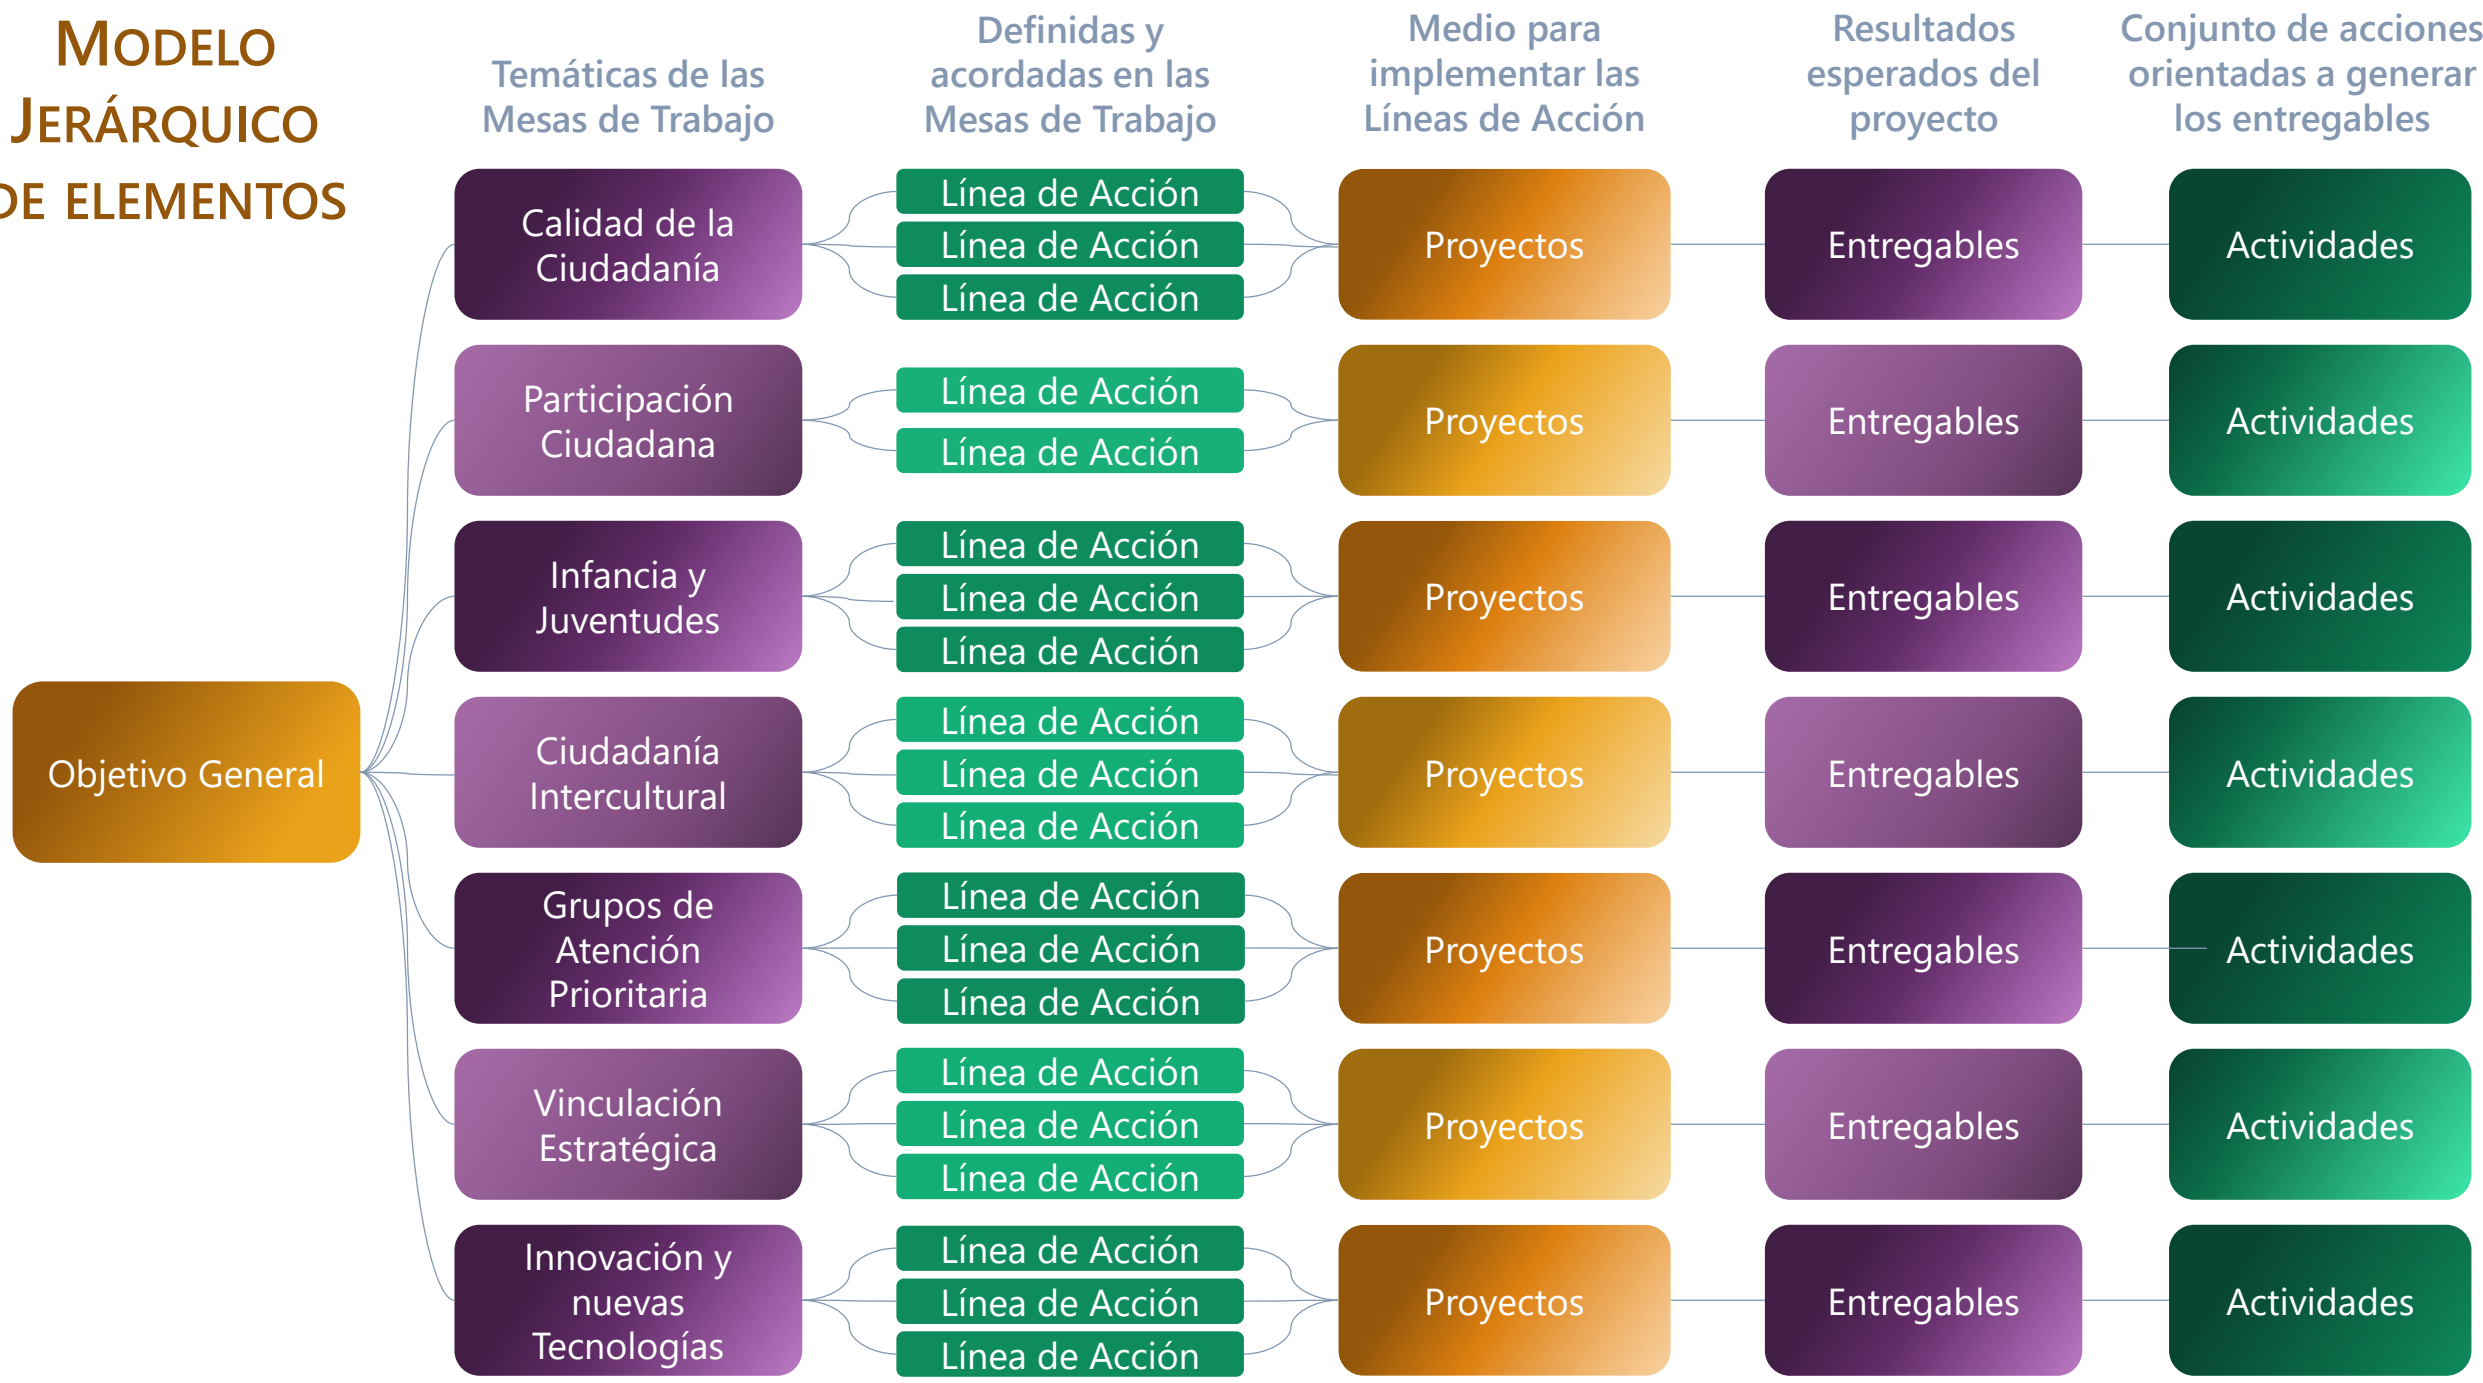 MODELO
JERÁRQUICO
DE ELEMENTOS
Temáticas de las
Mesas de Trabajo
Definidas y
acordadas en las
Mesas de Trabajo
Medio para
implementar las
Líneas de Acción
Resultados
esperados del
proyecto
Conjunto de acciones
orientadas a generar
los entregables
Objetivo General
Calidad de la
Ciudadanía
Línea de Acción
Línea de Acción
Línea de Acción
Proyectos
Entregables
Actividades
Participación
Ciudadana
Línea de Acción
Línea de Acción
Proyectos
Entregables
Actividades
Infancia y
Juventudes
Línea de Acción
Línea de Acción
Línea de Acción
Proyectos
Entregables
Actividades
Ciudadanía
Intercultural
Línea de Acción
Línea de Acción
Línea de Acción
Proyectos
Entregables
Actividades
Grupos de
Atención
Prioritaria
Línea de Acción
Línea de Acción
Línea de Acción
Proyectos
Entregables
Actividades
Vinculación
Estratégica
Línea de Acción
Línea de Acción
Línea de Acción
Proyectos
Entregables
Actividades
Innovación y
nuevas
Tecnologías
Línea de Acción
Línea de Acción
Línea de Acción
Proyectos
Entregables
Actividades